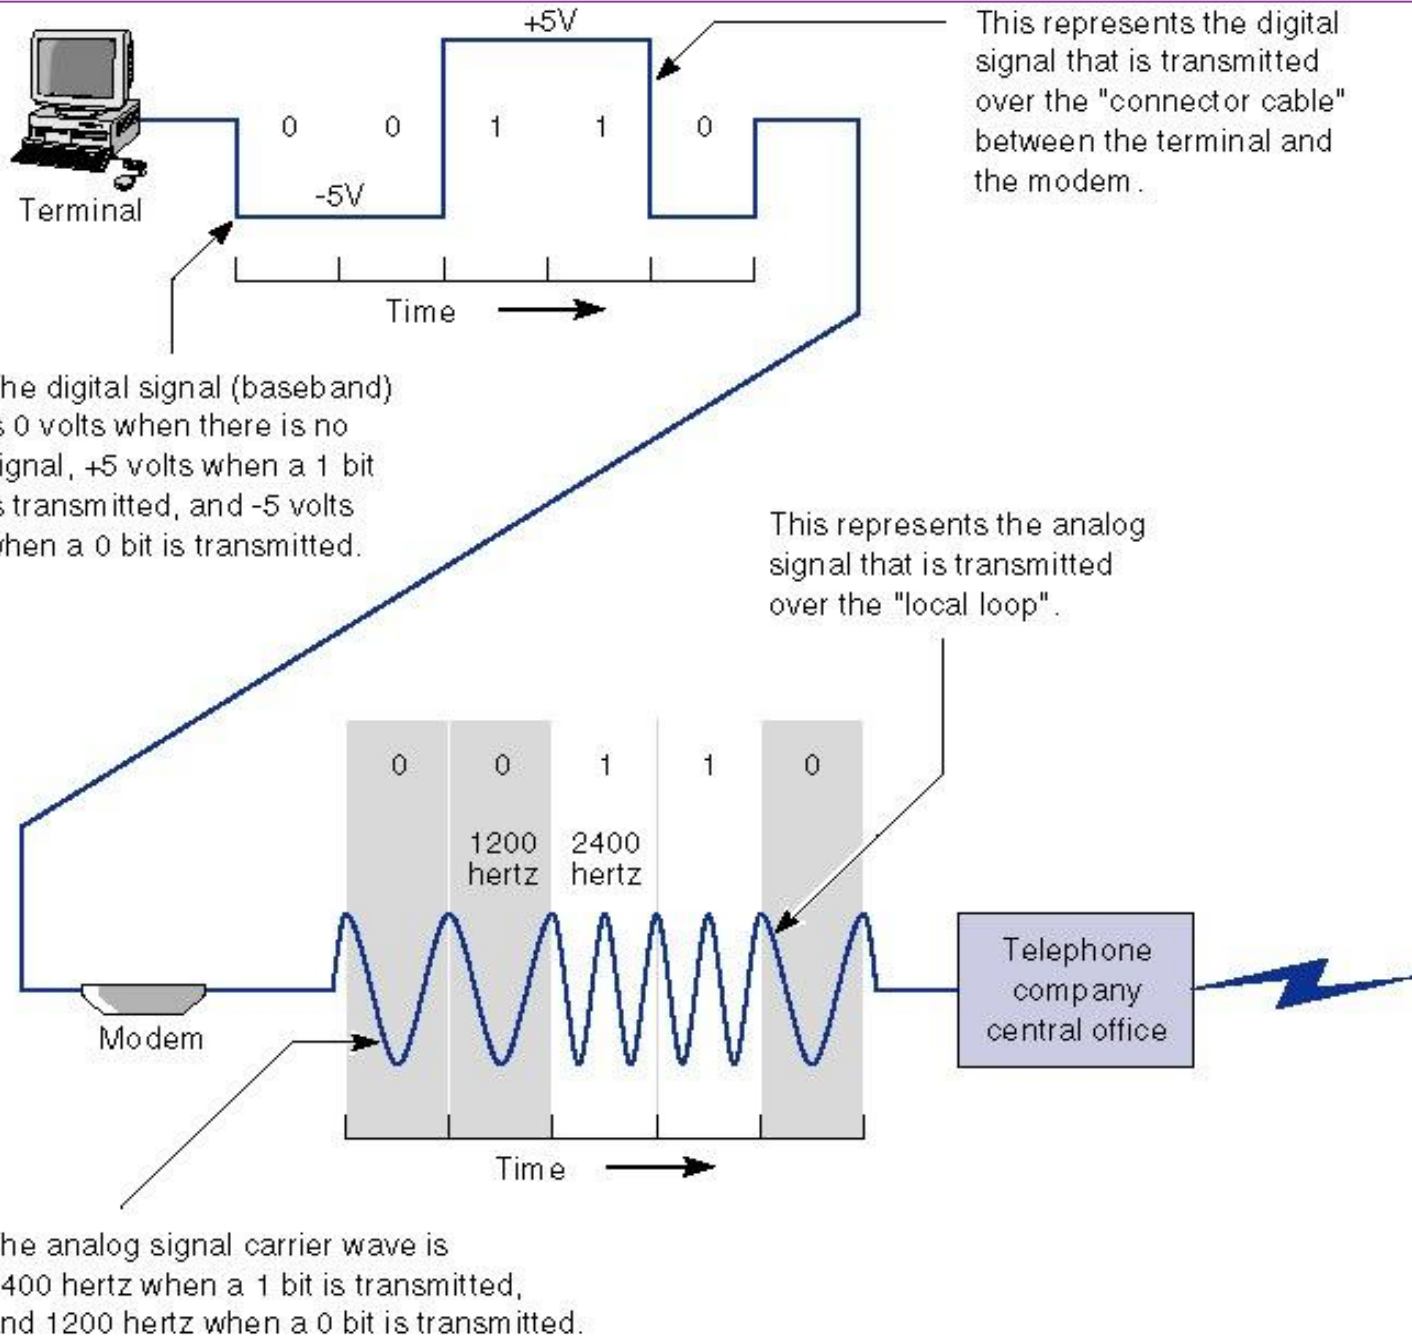 +5V
This represents the digital
signal that is transmitted
over the "connector cable"
between the terminal and
the modem.
0 0 1 1 0
-5V
Terminal
Time
he digital signal (baseband)
s 0 volts when there is no
ignal, +5 volts when a 1 bit
s transmitted, and -5 volts
when a 0 bit is transmitted.
This represents the analog
signal that is transmitted
over the "local loop".
0 0 1 1 0
1200 2400
hertz hertz
Modem
Telephone
company
central office
Time
he analog signal carrier wave is
400 hertz when a 1 bit is transmitted,
nd 1200 hertz when a 0 bit is transmitted.